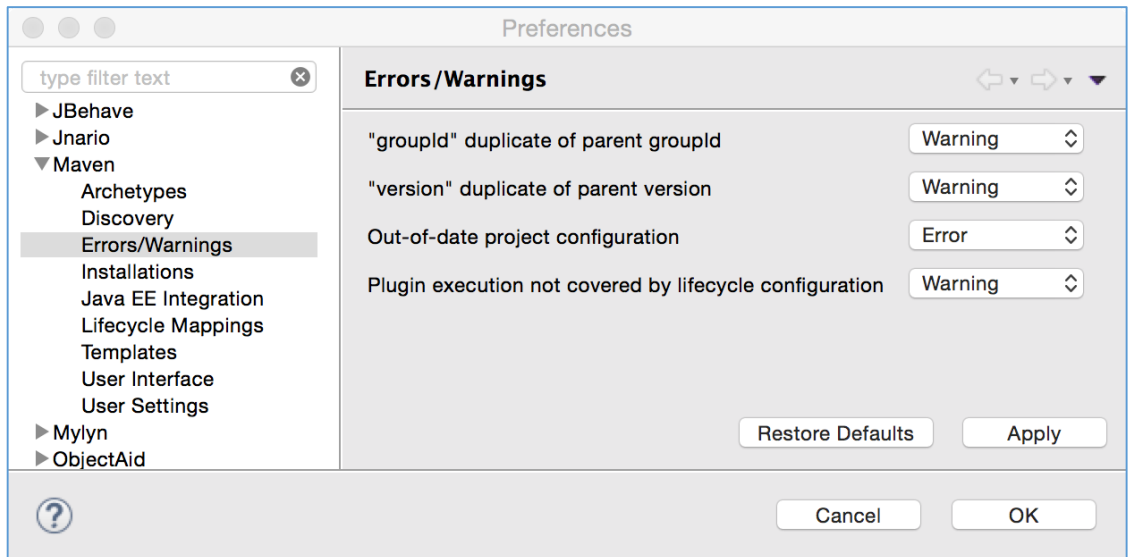 Preferences
type filter text
JBehave
Jnario
Maven
Archetypes
Discovery
Errors/Warnings
Installations
Java EE Integration
Lifecycle Mappings
Templates
User Interface
User Settings
Mylyn
ObjectAid
Errors/Warnings
"groupId" duplicate of parent groupId Warning
"version" duplicate of parent version Warning
Out-of-date project configuration Error
Plugin execution not covered by lifecycle configuration Warning
Restore Defaults Apply
? Cancel OK